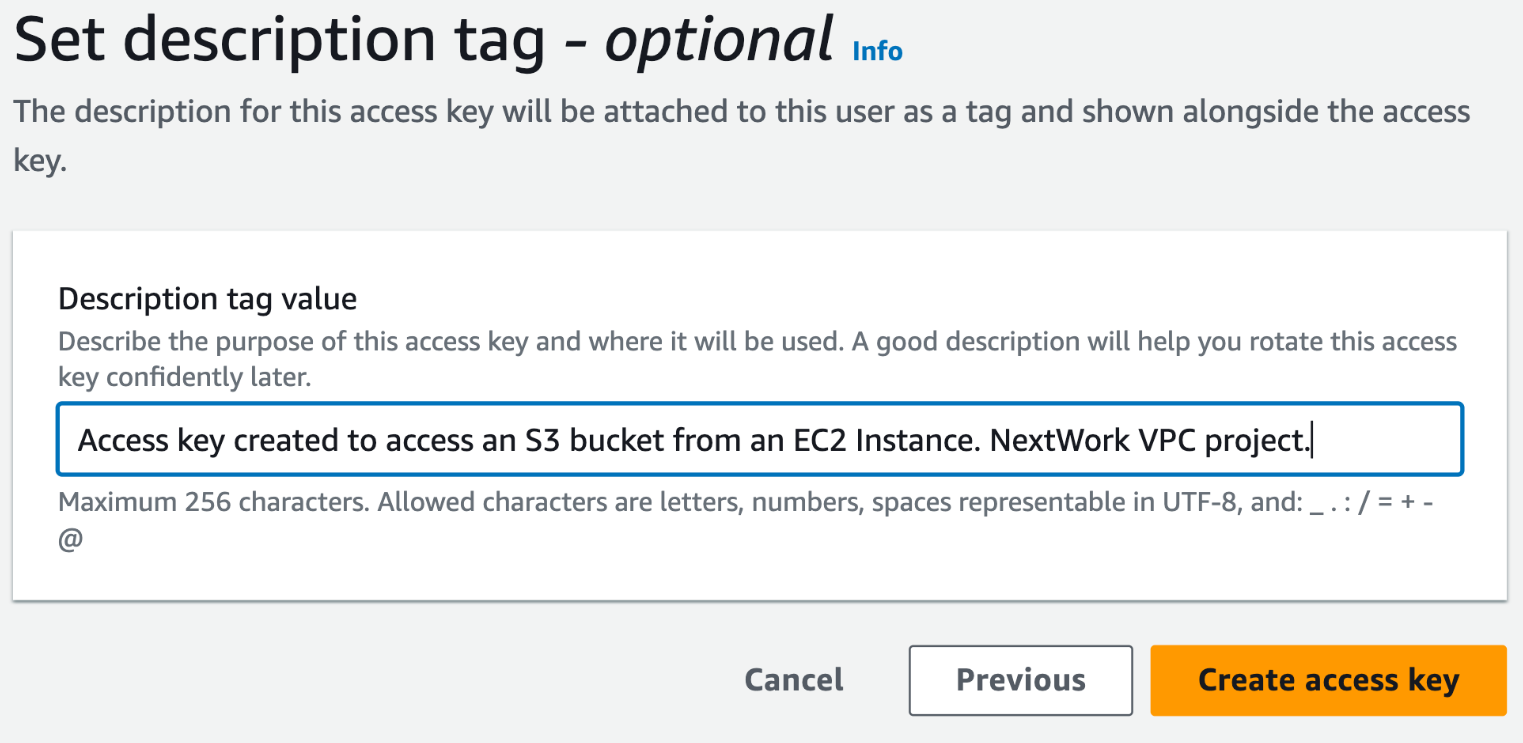 Set description tag - optional Info
The description for this access key will be attached to this user as a tag and shown alongside the access
key.
Description tag value
Describe the purpose of this access key and where it will be used. A good description will help you rotate this access
key confidently later.
Access key created to access an S3 bucket from an EC2 Instance. NextWork VPC project.
Maximum 256 characters. Allowed characters are letters, numbers, spaces representable in UTF-8, and: _ . : / = + -
@
Cancel Previous Create access key